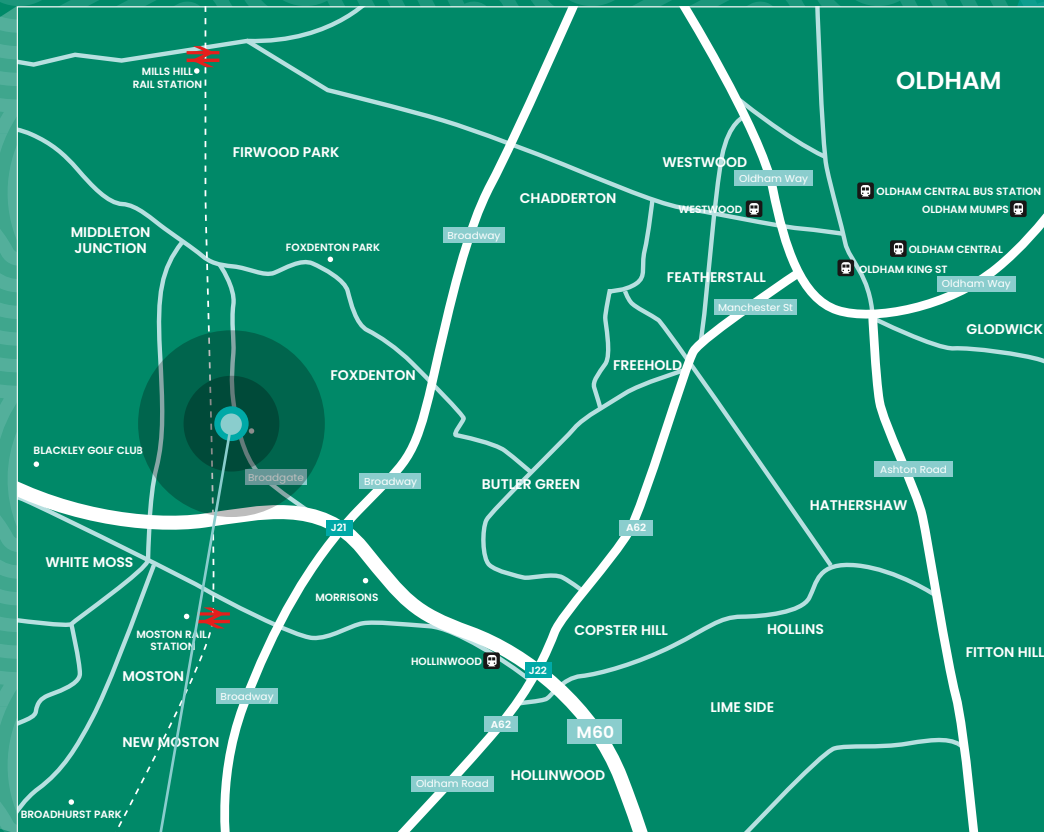 MILLS HILL
RAIL STATION
OLDHAM
FIRWOOD PARK
WESTWOOD
Oldham Way
CHADDERTON
WESTWOOD
OLDHAM CENTRAL BUS STATION
OLDHAM MUMPS
MIDDLETON
JUNCTION
FOXDENTON PARK
Broadway
OLDHAM CENTRAL
OLDHAM KING ST
FEATHERSTALL
Oldham Way
Manchester St
GLODWICK
FREEHOLD
FOXDENTON
BLACKLEY GOLF CLUB
Broadgate
Broadway
BUTLER GREEN
Ashton Road
HATHERSHAW
J21
A62
WHITE MOSS
MORRISONS
MOSTON RAIL
STATION
COPSTER HILL
HOLLINS
FITTON HILL
HOLLINWOOD
J22
MOSTON
Broadway
LIME SIDE
A62
M60
NEW MOSTON
HOLLINWOOD
Oldham Road
BROADHURST PARK